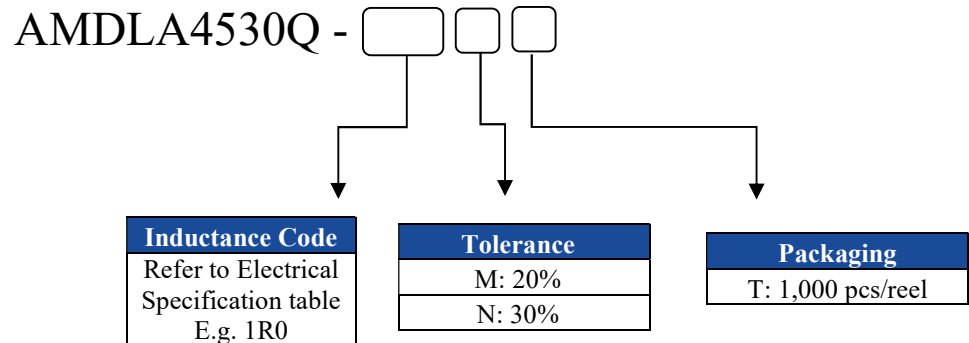 AMDLA4530Q -
Inductance Code
Refer to Electrical
Specification table
E.g. 1R0
Tolerance
M: 20%
N: 30%
Packaging
T: 1,000 pcs/reel